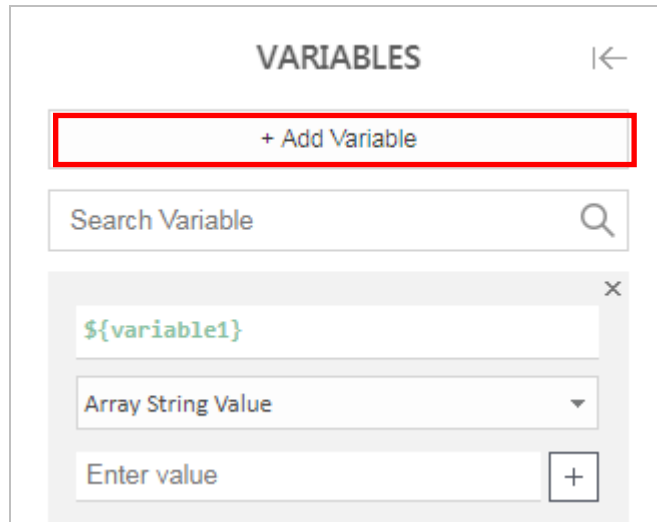 VARIABLES
+ Add Variable
Search Variable
${variable1}
Array String Value
Enter value